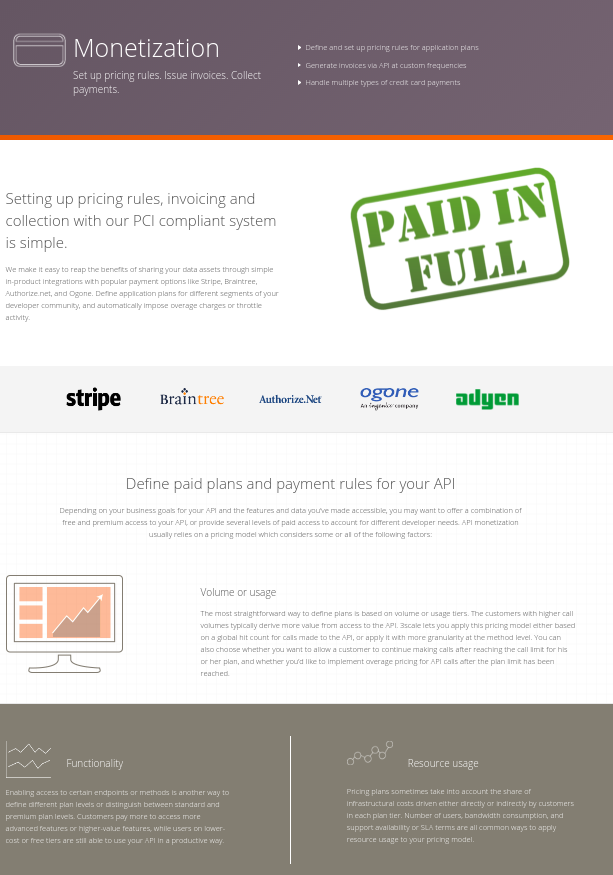 Monetization
Set up pricing rules. Issue invoices. Collect
payments.
Define and set up pricing rules for application plans
Generate invoices via API at custom frequencies
Handle multiple types of credit card payments
Setting up pricing rules, invoicing and
collection with our PCI compliant system
is simple.
We make it easy to reap the benefits of sharing your data assets through simple
in-product integrations with popular payment options like Stripe, Braintree,
Authorize.net, and Ogone. Define application plans for different segments of your
developer community, and automatically impose overage charges or throttle
activity.
PAID IN
FULL
stripe
Braintree
Authorize.Net
ogone
An ingenico company
adyen
Define paid plans and payment rules for your API
Depending on your business goals for your API and the features and data you've made accessible, you may want to offer a combination of
free and premium access to your API, or provide several levels of paid access to account for different developer needs. API monetization
usually relies on a pricing model which considers some or all of the following factors:
Volume or usage
The most straightforward way to define plans is based on volume or usage tiers. The customers with higher call
volumes typically derive more value from access to the API. 3scale lets you apply this pricing model either based
on a global hit count for calls made to the API, or apply it with more granularity at the method level. You can
also choose whether you want to allow a customer to continue making calls after reaching the call limit for his
or her plan, and whether you'd like to implement overage pricing for API calls after the plan limit has been
reached.
Functionality
Enabling access to certain endpoints or methods is another way to
define different plan levels or distinguish between standard and
premium plan levels. Customers pay more to access more
advanced features or higher-value features, while users on lower-
cost or free tiers are still able to use your API in a productive way.
Resource usage
Pricing plans sometimes take into account the share of
infrastructural costs driven either directly or indirectly by customers
in each plan tier. Number of users, bandwidth consumption, and
support availability or SLA terms are all common ways to apply
resource usage to your pricing model.